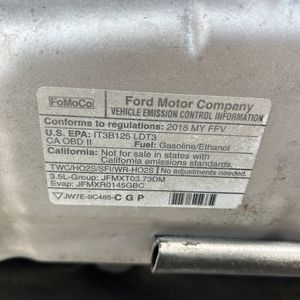 FoMoCo
Ford Motor Company
VEHICLE EMISSION CONTROL INFORMATION
Conforms to regulations: 2018 MY FFV
U.S. EPA: IT3B125 LDT3
CA OBD II Fuel: Gasoline/Ethanol
California: Not for sale in states with
California emissions standards.
TWC/HO2S/SFI/WR-HO2S No adjustments needed.
3.5L-Group: JFMXT03.73DM
Evap: JFMXR0145GBC
JW7E-9C485-C G P